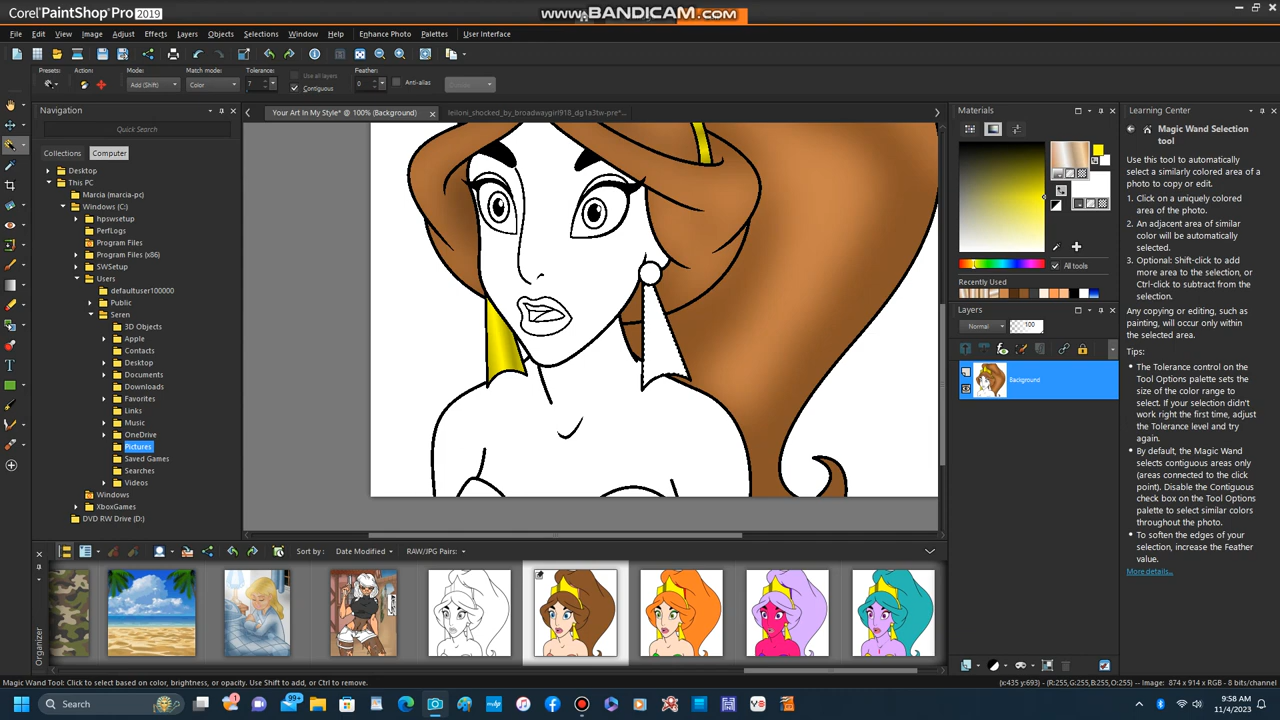 Corel PaintShop Pro 2019
www.BANDICAM.com
File Edit View Image Adjust Effects Layers Objects Selections Window Help Enhance Photo Palettes User Interface
Presets: Action: Mode: Match mode: Tolerance: Use all layers Feather:
Add (Shift) Color 7 Contiguous 0 Anti-alias
Navigation
Quick Search
Collections Computer
Desktop
This PC
Marcia (marcia-pc)
Windows (C:)
hpswsetup
PerfLogs
Program Files
Program Files (x86)
SWSetup
Users
defaultuser100000
Public
Seren
3D Objects
Apple
Contacts
Desktop
Documents
Downloads
Favorites
Links
Music
OneDrive
Pictures
Saved Games
Searches
Videos
Windows
XboxGames
DVD RW Drive (D:)
Your Art In My Style* @ 100% (Background)
leiloni_shocked_by_broadwaygirl918_dg1a3tw-pre*...
Materials
All tools
Recently Used
Layers
Normal 100
Background
Learning Center
Magic Wand Selection
tool
Use this tool to automatically
select a similarly colored area of
a photo to copy or edit.
1. Click on a uniquely colored
area of the photo.
2. An adjacent area of similar
color will be automatically
selected.
3. Optional: Shift-click to add
more area to the selection, or
Ctrl-click to subtract from the
selection.
Any copying or editing, such as
painting, will occur only within
the selected area.
Tips:
• The Tolerance control on the
Tool Options palette sets the
size of the color range to
select. If your selection didn't
work right the first time, adjust
the Tolerance level and try
again.
• By default, the Magic Wand
selects contiguous areas only
(areas connected to the click
point). Disable the Contiguous
check box on the Tool Options
palette to select similar colors
throughout the photo.
• To soften the edges of your
selection, increase the Feather
value.
More details...
Organizer
Sort by: Date Modified RAW/JPG Pairs:
Magic Wand Tool: Click to select based on color, brightness, or opacity. Use Shift to add, or Ctrl to remove.
(x:435 y:693) - (R:255,G:255,B:255,O:255) -- Image: 874 x 914 x RGB - 8 bits/channel
Search
1
99+
9:58 AM
11/4/2023